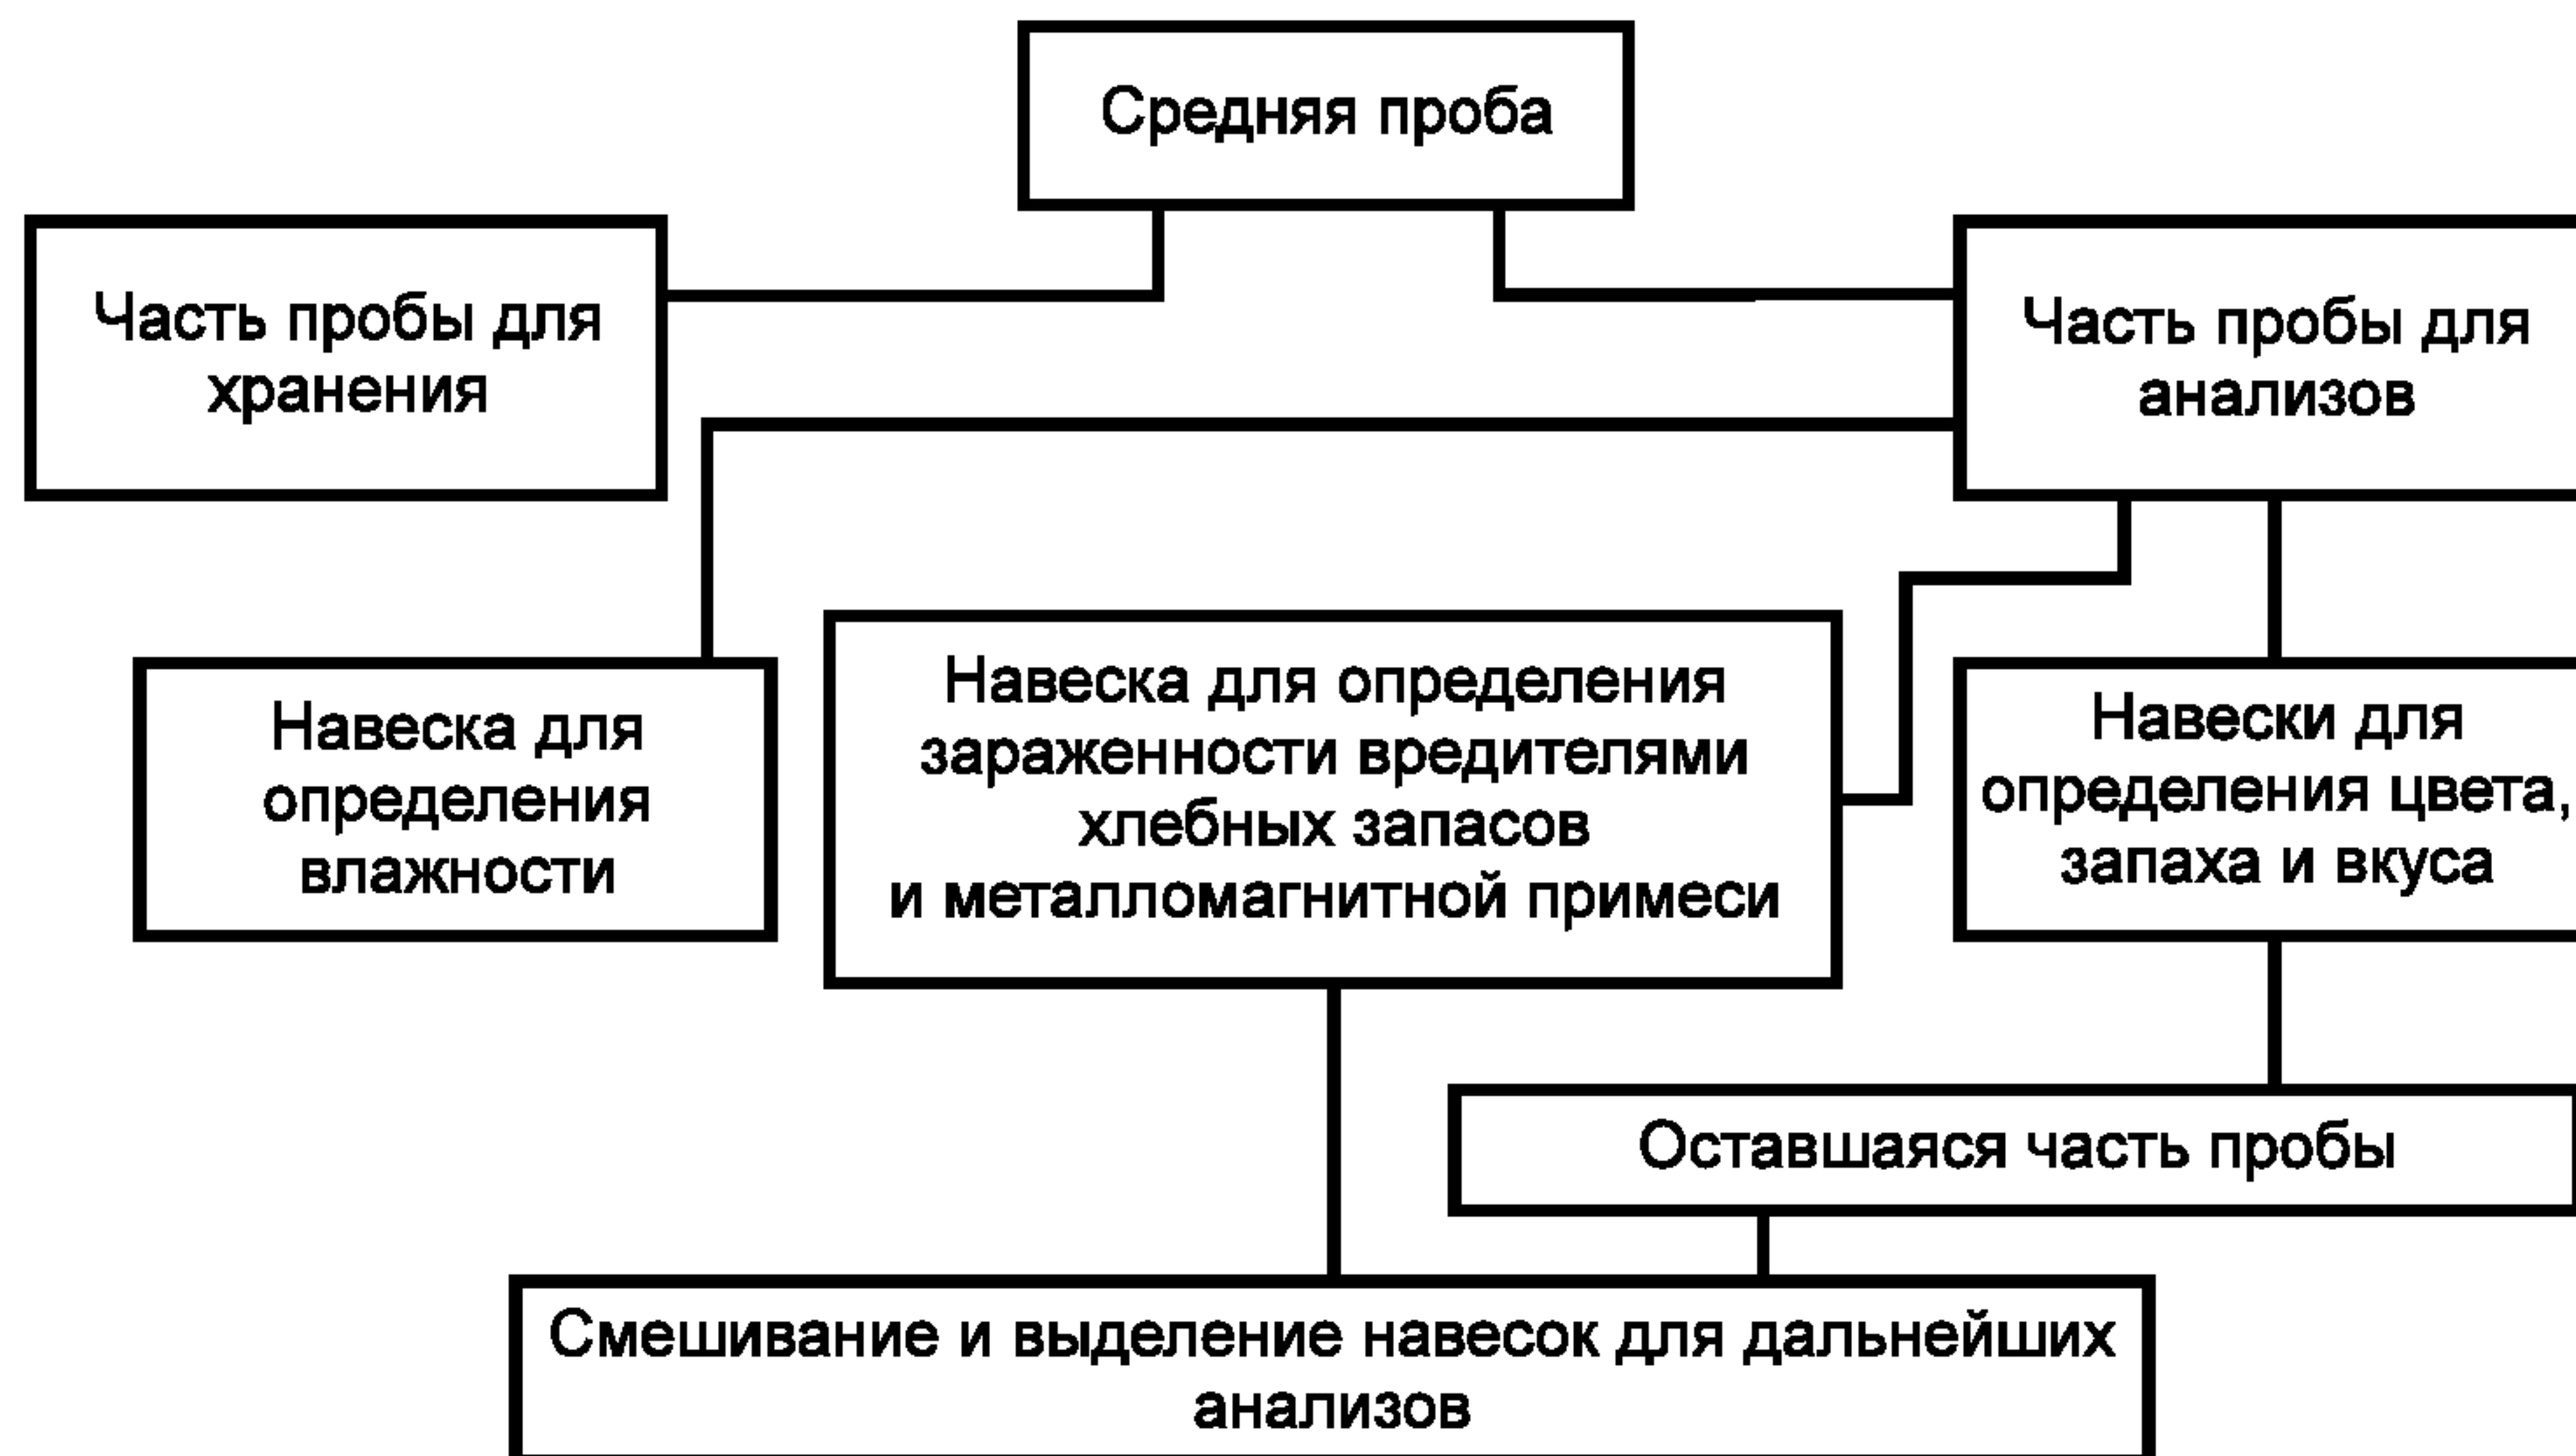 Средняя проба
Часть пробы для
хранения
Часть пробы для
анализов
Навеска для
определения
влажности
Навеска для определения
зараженности вредителями
хлебных запасов
и металломагнитной примеси
Навески для
определения цвета,
запаха и вкуса
Оставшаяся часть пробы
Смешивание и выделение навесок для дальнейших
анализов